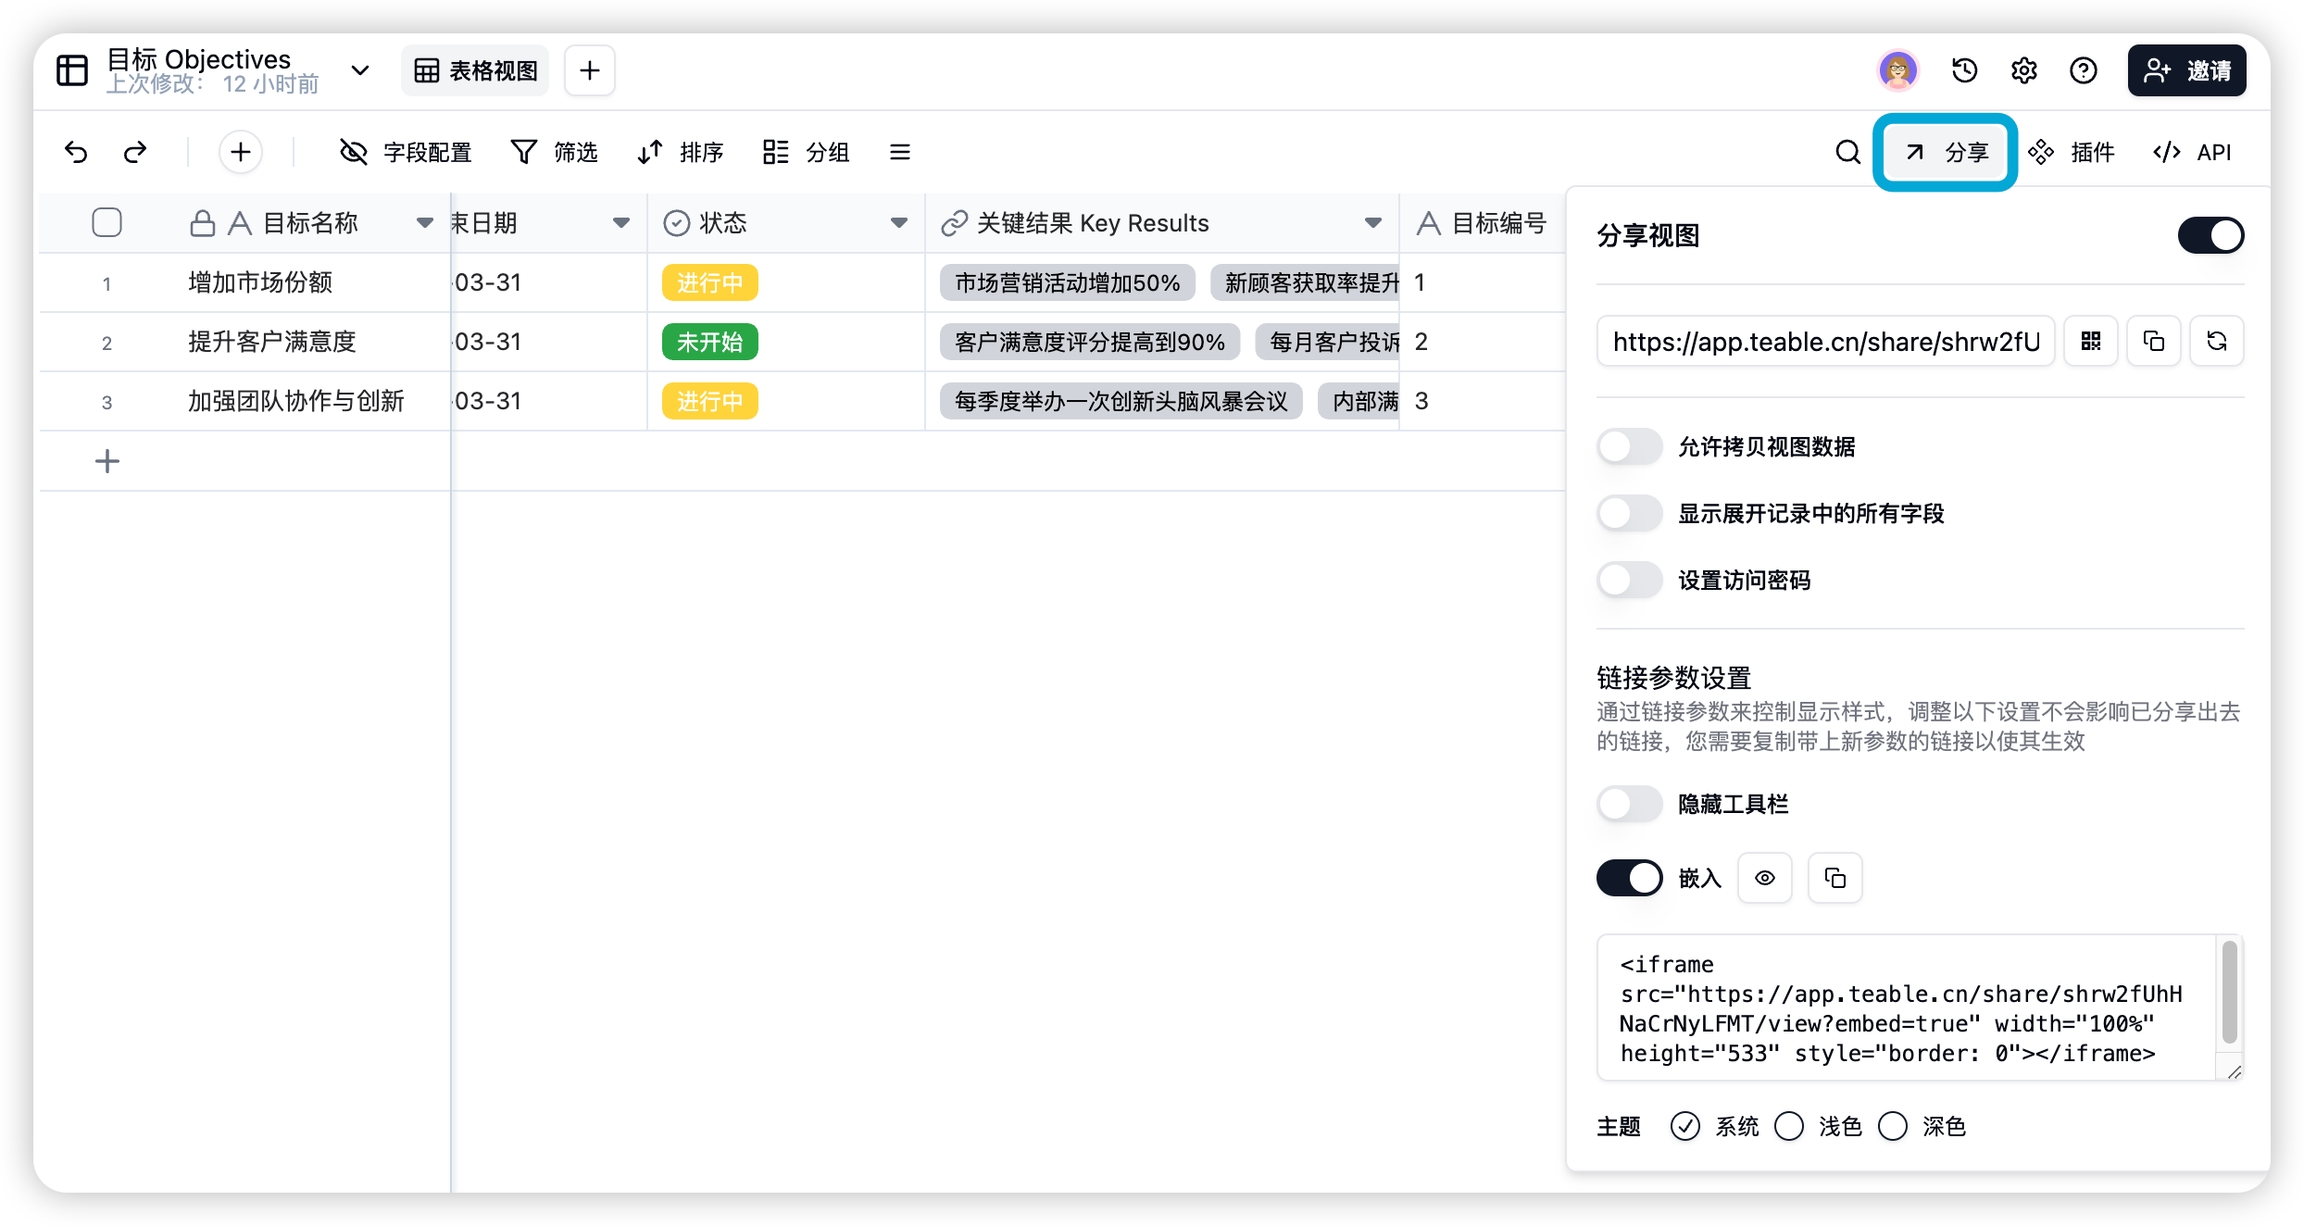 目标 Objectives
上次修改： 12 小时前
表格视图
邀请
字段配置
筛选
排序
分组
分享
插件
API
目标名称
束日期
状态
关键结果 Key Results
目标编号
1 增加市场份额 -03-31 进行中 市场营销活动增加50% 新顾客获取率提升 1
2 提升客户满意度 -03-31 未开始 客户满意度评分提高到90% 每月客户投诉 2
3 加强团队协作与创新 -03-31 进行中 每季度举办一次创新头脑风暴会议 内部满 3
分享视图
https://app.teable.cn/share/shrw2fU
允许拷贝视图数据
显示展开记录中的所有字段
设置访问密码
链接参数设置
通过链接参数来控制显示样式，调整以下设置不会影响已分享出去
的链接，您需要复制带上新参数的链接以使其生效
隐藏工具栏
嵌入
<iframe
src="https://app.teable.cn/share/shrw2fUhH
NaCrNyLFMT/view?embed=true" width="100%"
height="533" style="border: 0"></iframe>
主题 系统 浅色 深色